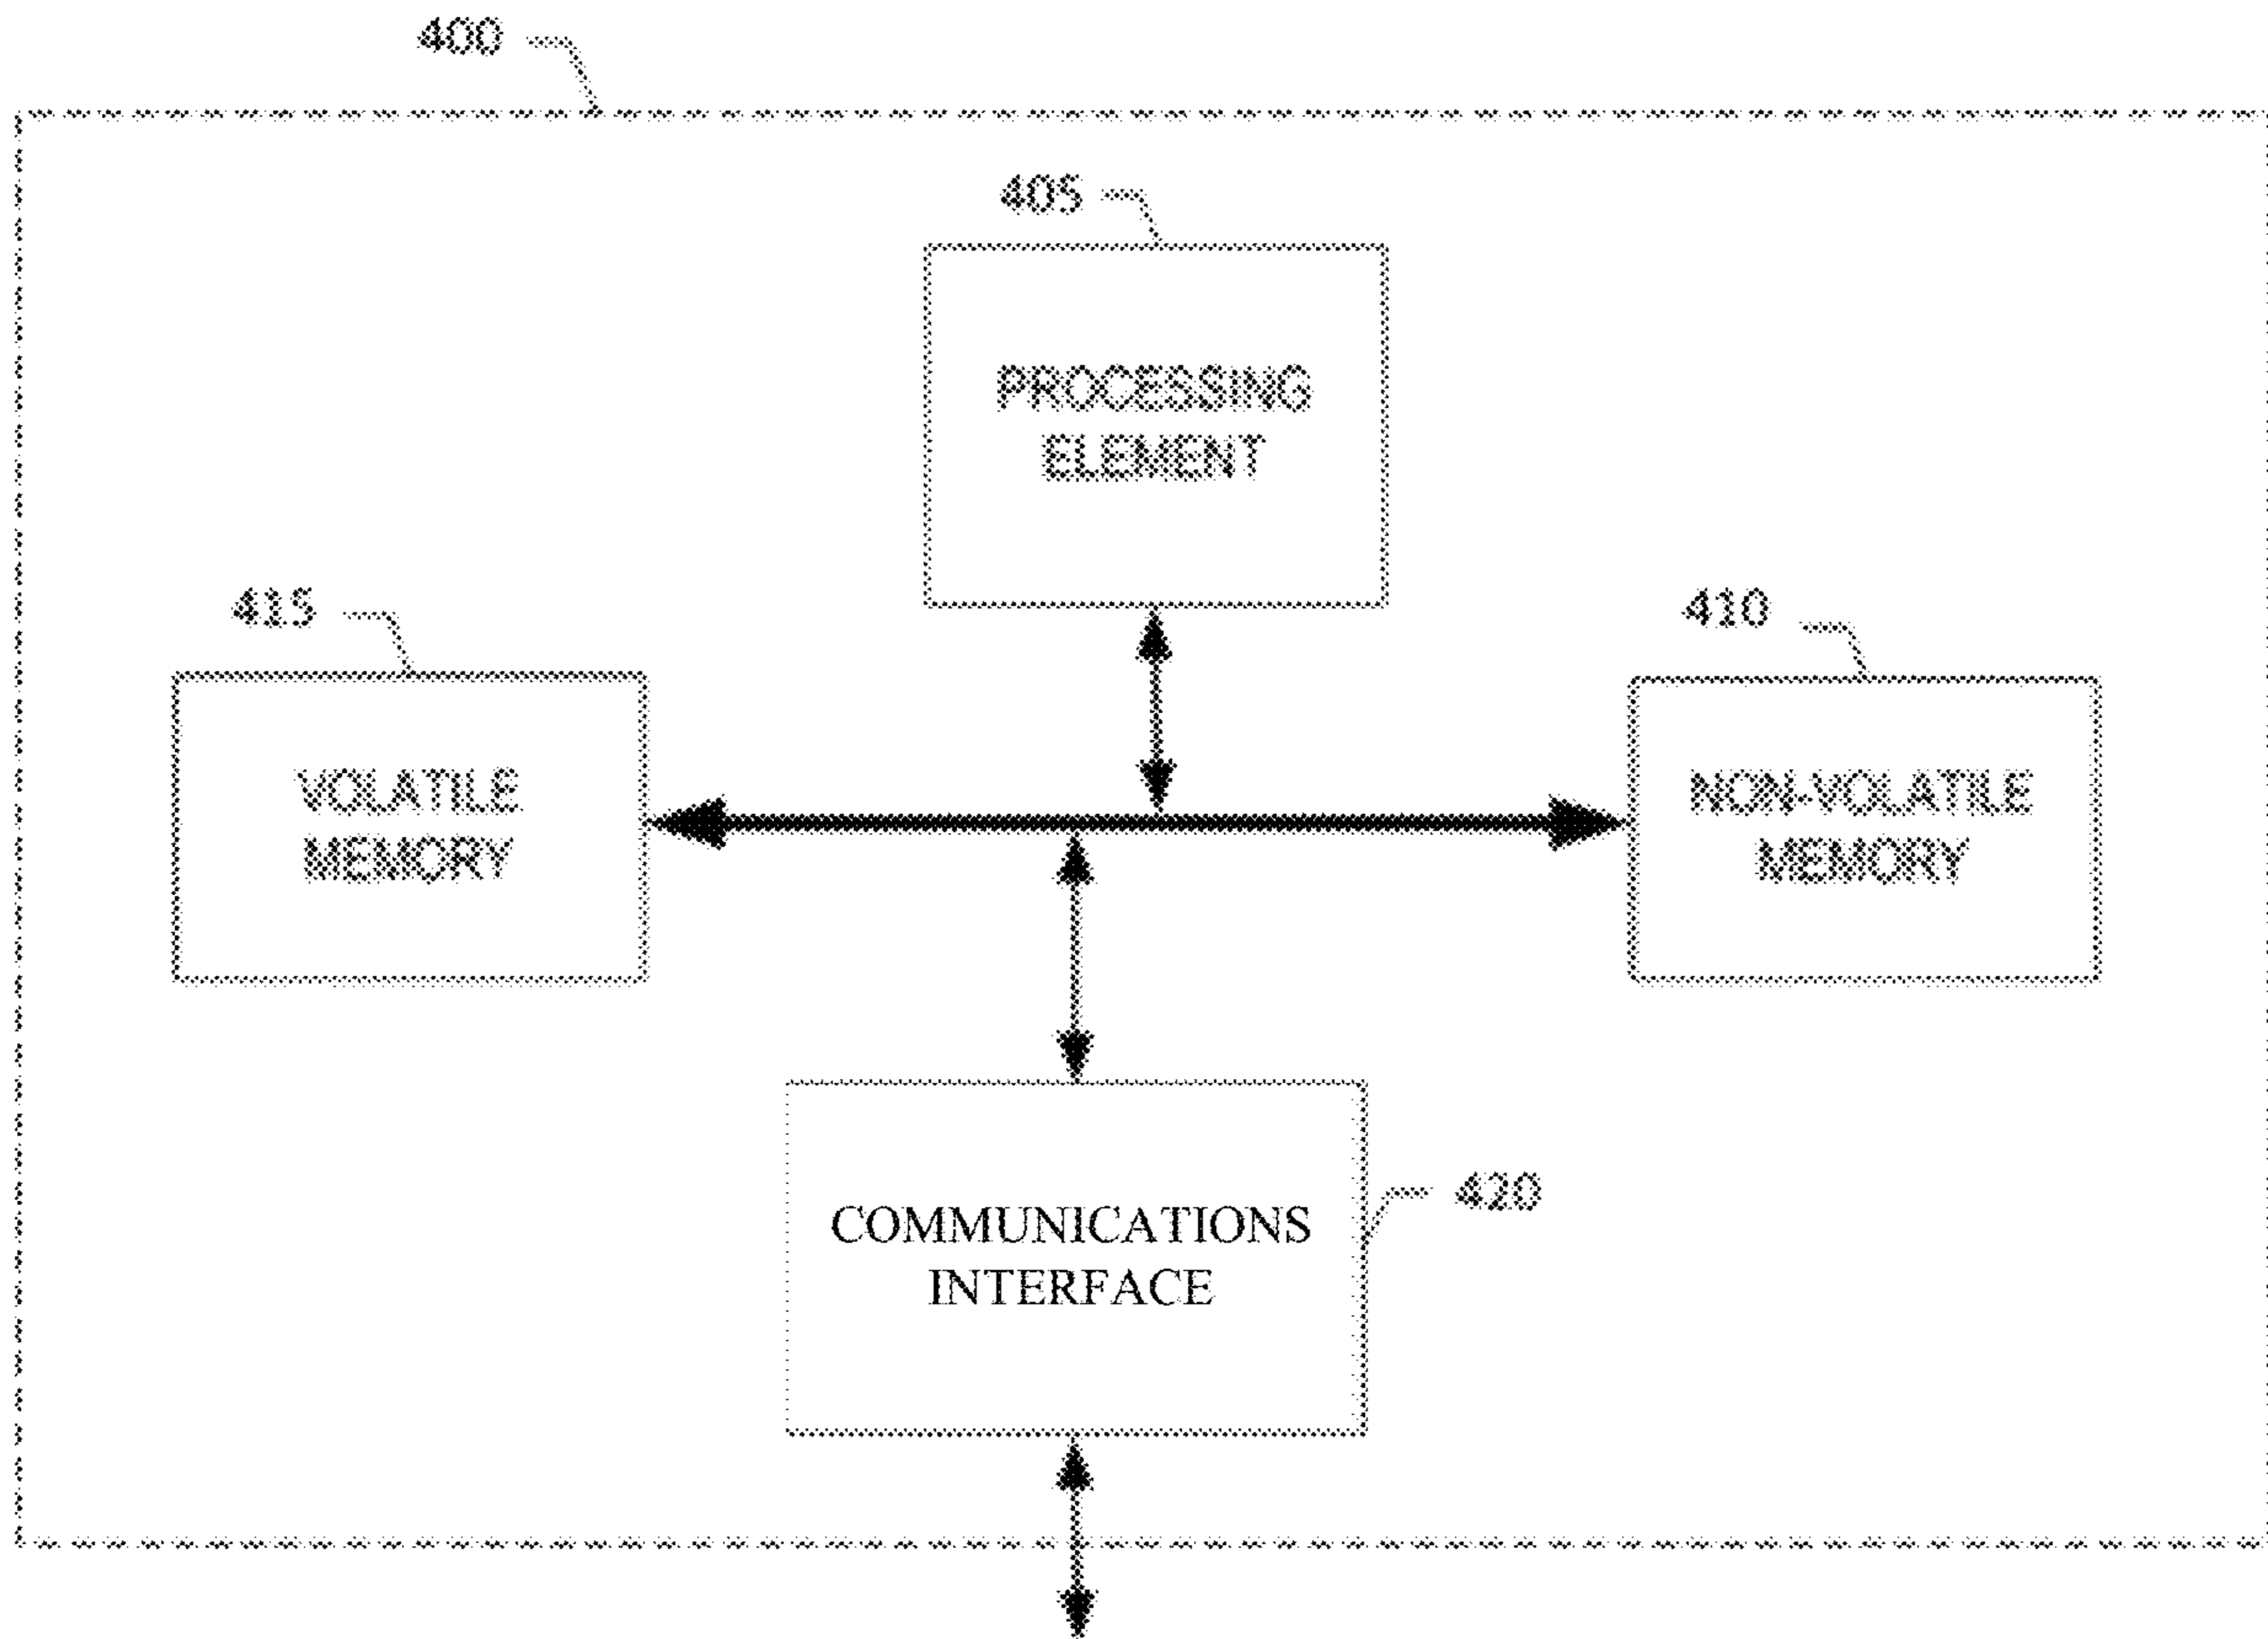 400
405
PROCESSING
ELEMENT
415
410
VOLATILE
MEMORY
NON-VOLATILE
MEMORY
420
COMMUNICATIONS
INTERFACE